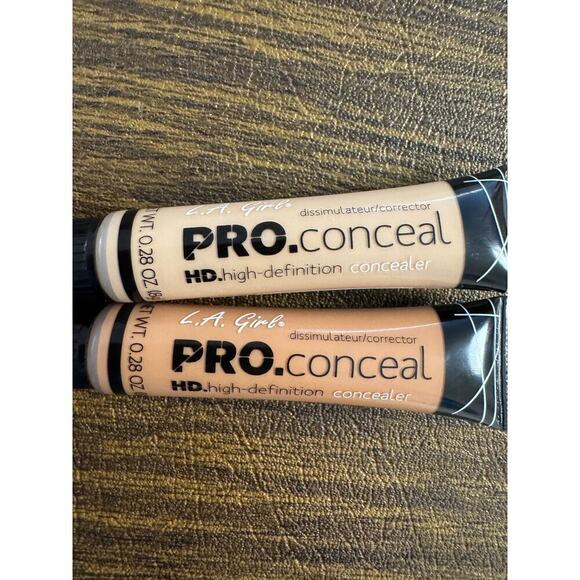 L.A. Girl®
dissimulateur/corrector
PRO.conceal
HD.high-definition concealer
WT. 0.28 OZ (8
L.A. Girl®
dissimulateur/corrector
PRO.conceal
HD.high-definition concealer
WT. 0.28 OZ